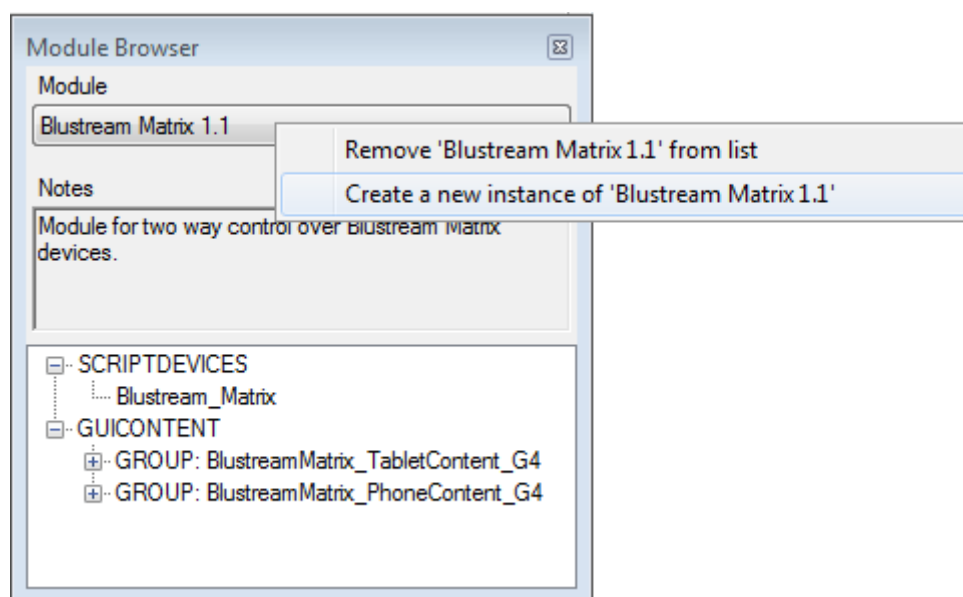 Module Browser
Module
Blustream Matrix 1.1
Remove 'Blustream Matrix 1.1' from list
Create a new instance of 'Blustream Matrix 1.1'
Notes
Module for two way control over Blustream Matrix
devices.
SCRIPTDEVICES
Blustream_Matrix
GUICONTENT
GROUP: BlustreamMatrix_TabletContent_G4
GROUP: BlustreamMatrix_PhoneContent_G4